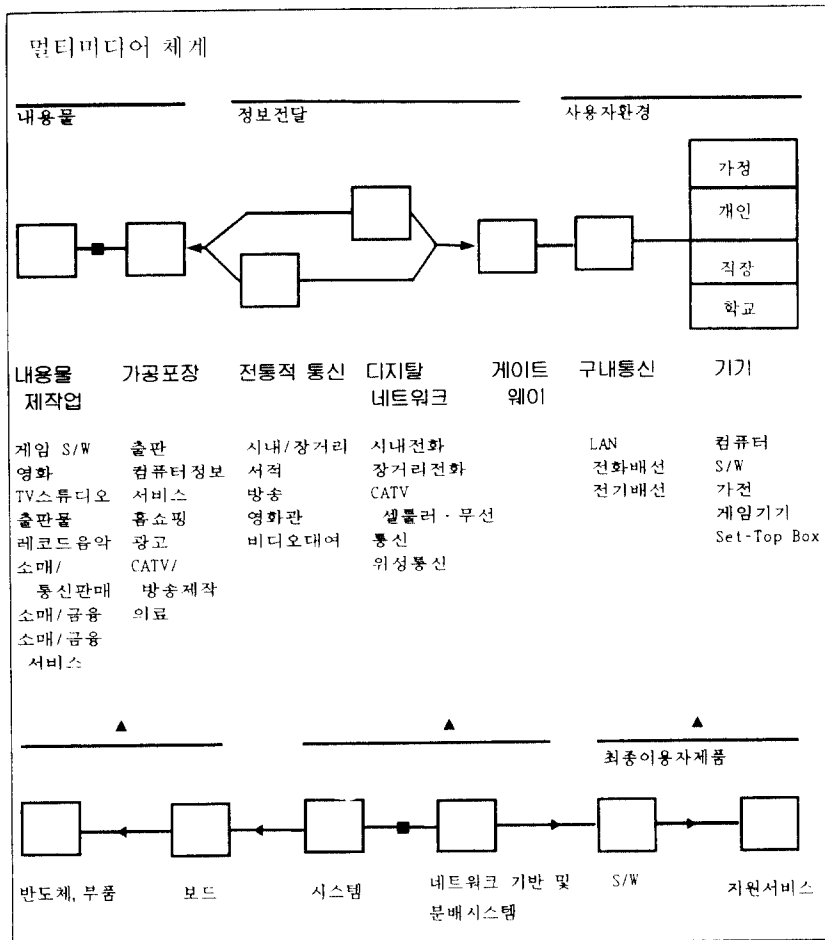 멀티미디어 체계
내용물
정보전달
사용자환경
가정
개인
직장
학교
내용물
제작업
가공포장
전통적 통신
디지탈
네트워크
게이트
웨이
구내통신
기기
게임 S/W
영화
TV스튜디오
출판물
레코드음악
소매/
통신판매
소매/금융
소매/금융
서비스
출판
컴퓨터정보
서비스
홈쇼핑
광고
CATV/
방송제작
의료
시내/장거리
서적
방송
영화관
비디오대여
시내전화
장거리전화
CATV
셀룰러 · 무선
통신
위성통신
LAN
전화배선
전기배선
컴퓨터
S/W
가전
게임기기
Set-Top Box
최종이용자제품
반도체, 부품
보드
시스템
네트워크 기반 및
분배시스템
S/W
지원서비스